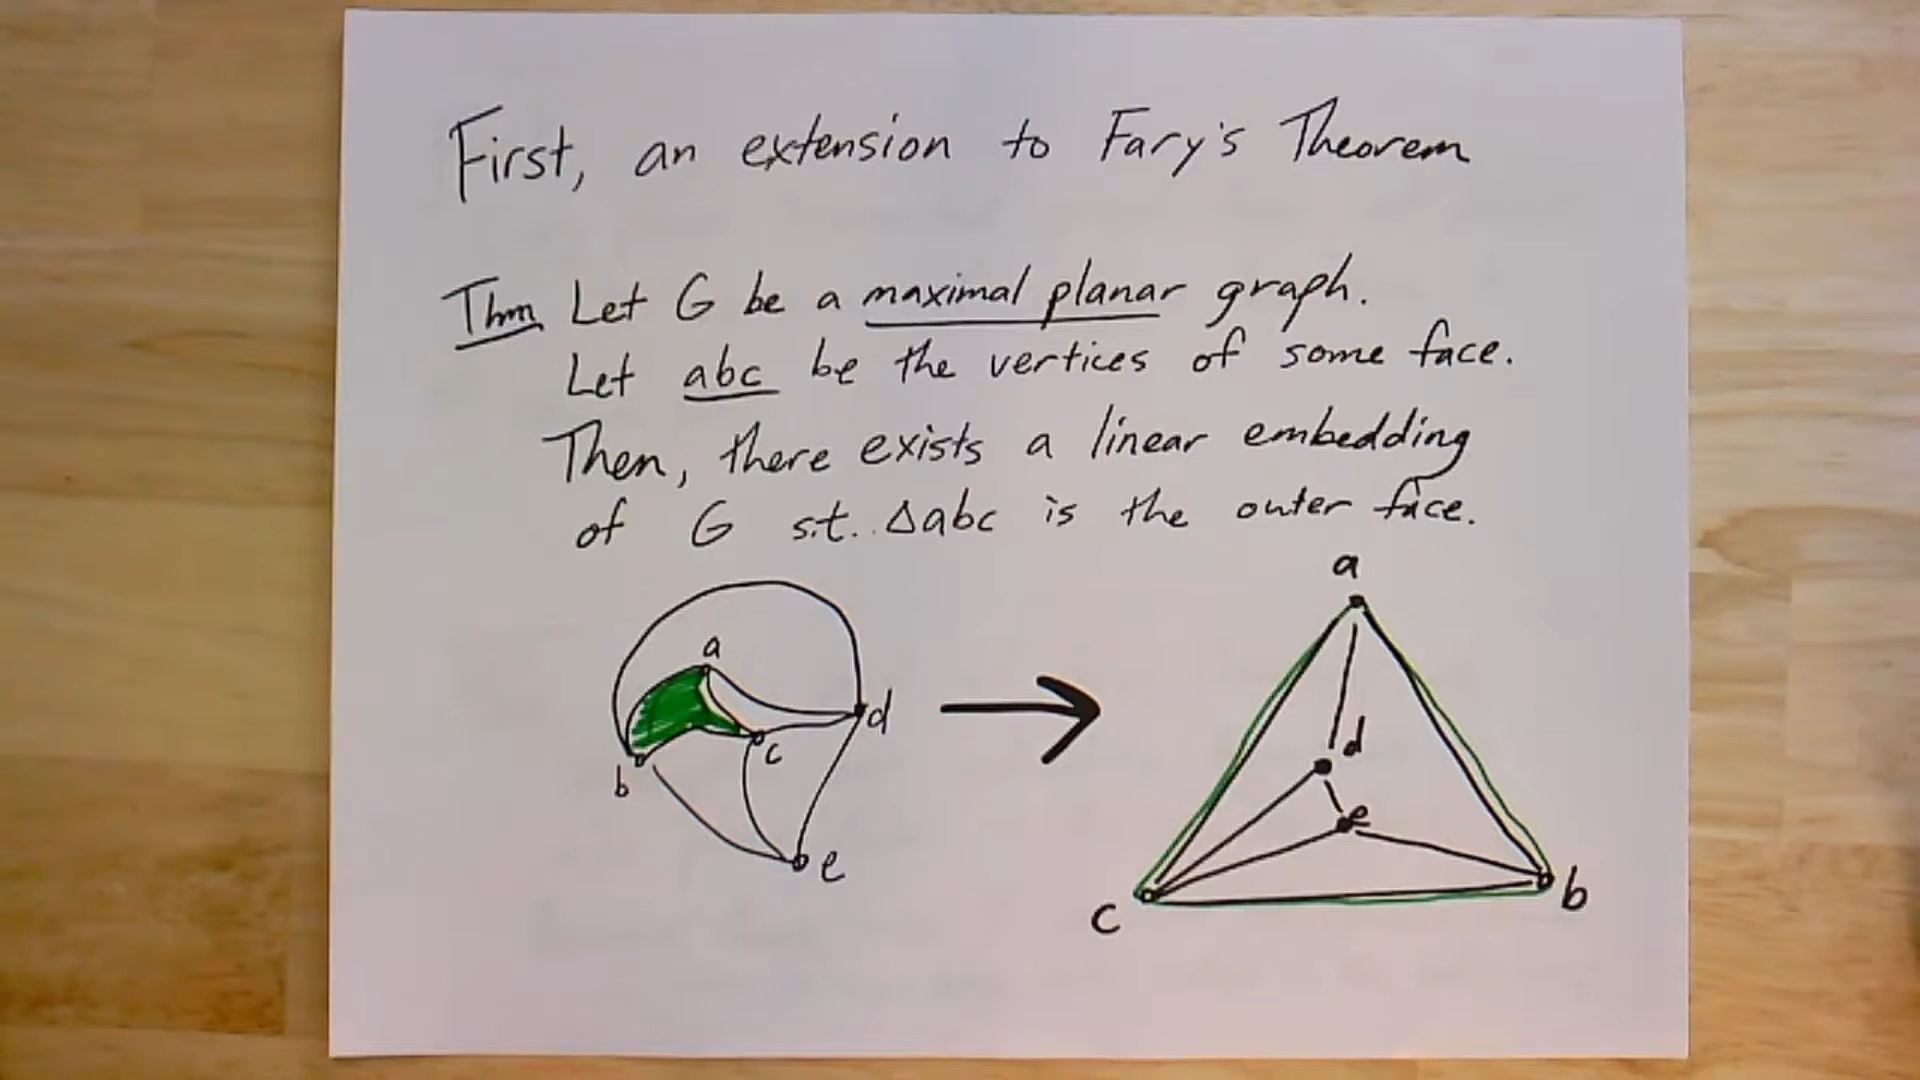 First, an extension to Fary's Theorem
Thm Let G be a maximal planar graph.
Let abc be the vertices of some face.
Then, there exists a linear embedding
of G s.t. Δabc is the outer face.
a
a
d
c
b
d
e
e
c
b